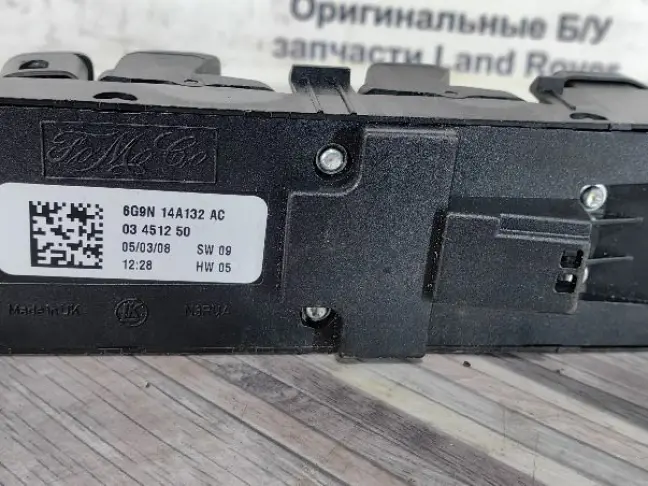 Оригинальные Б/У
запчасти Land Rover
FoMoCo
6G9N 14A132 AC
03 4512 50
05/03/08 SW 09
12:28 HW 05
Made in UK